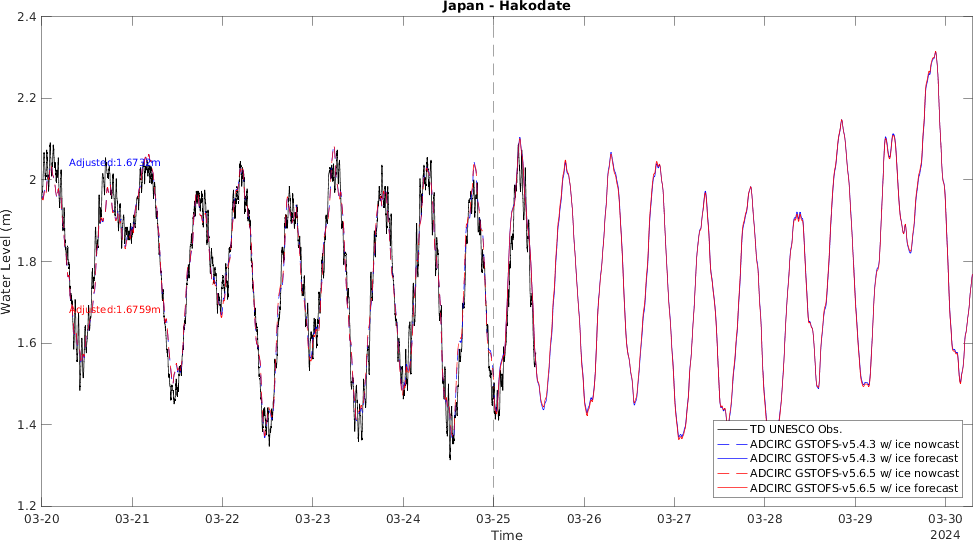 Japan - Hakodate
2.4
2.2
2
1.8
1.6
1.4
1.2
Water Level (m)
Adjusted:1.6759m
TD UNESCO Obs.
ADCIRC GSTOFS-v5.4.3 w/ ice nowcast
ADCIRC GSTOFS-v5.4.3 w/ ice forecast
ADCIRC GSTOFS-v5.6.5 w/ ice nowcast
ADCIRC GSTOFS-v5.6.5 w/ ice forecast
03-20 03-21 03-22 03-23 03-24 03-25 03-26 03-27 03-28 03-29 03-30
2024
Time